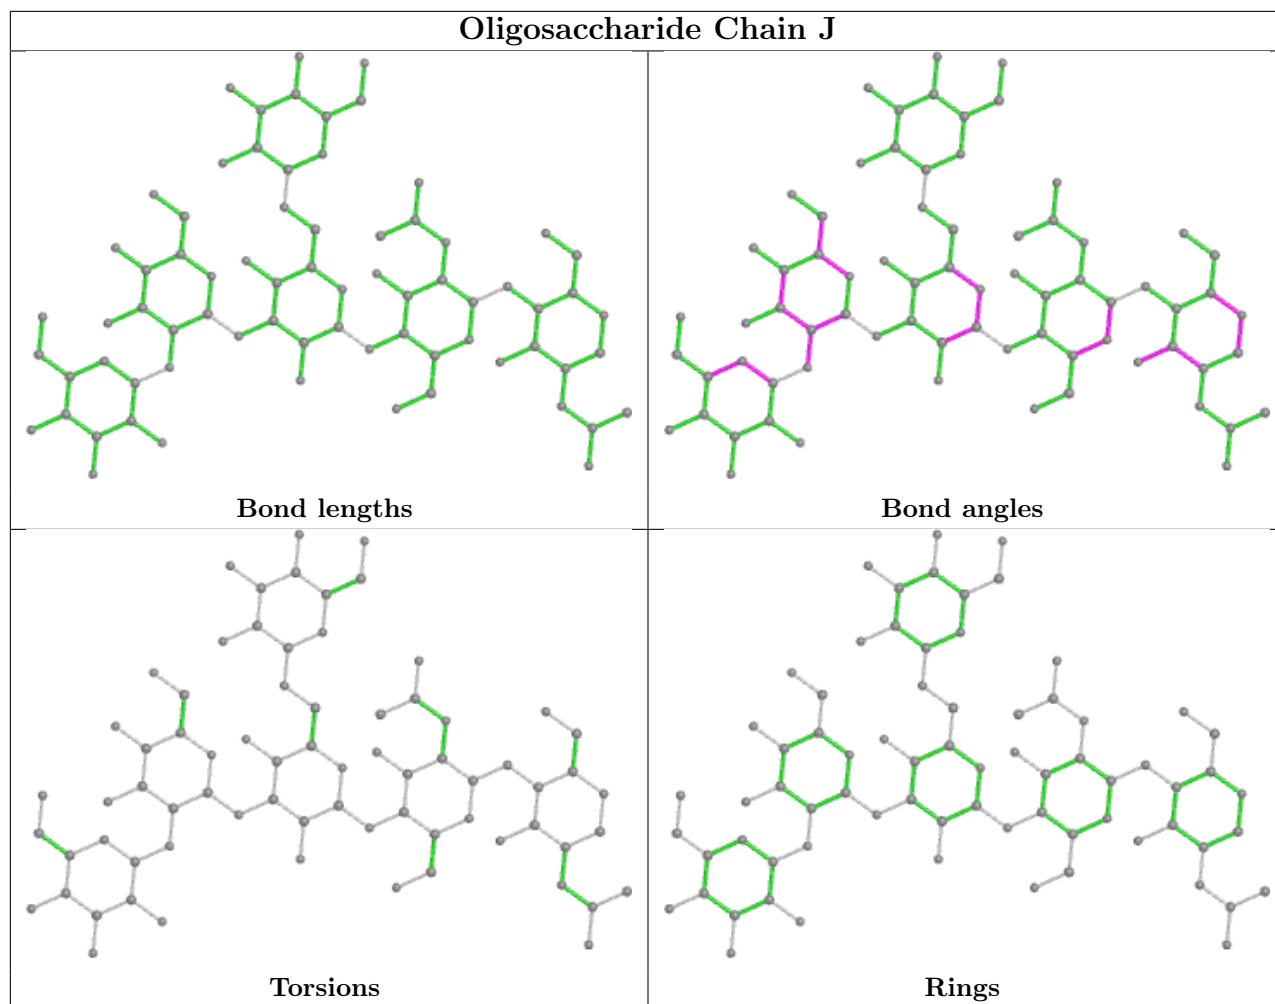 Oligosaccharide Chain J
Bond lengths
Bond angles
Torsions
Rings